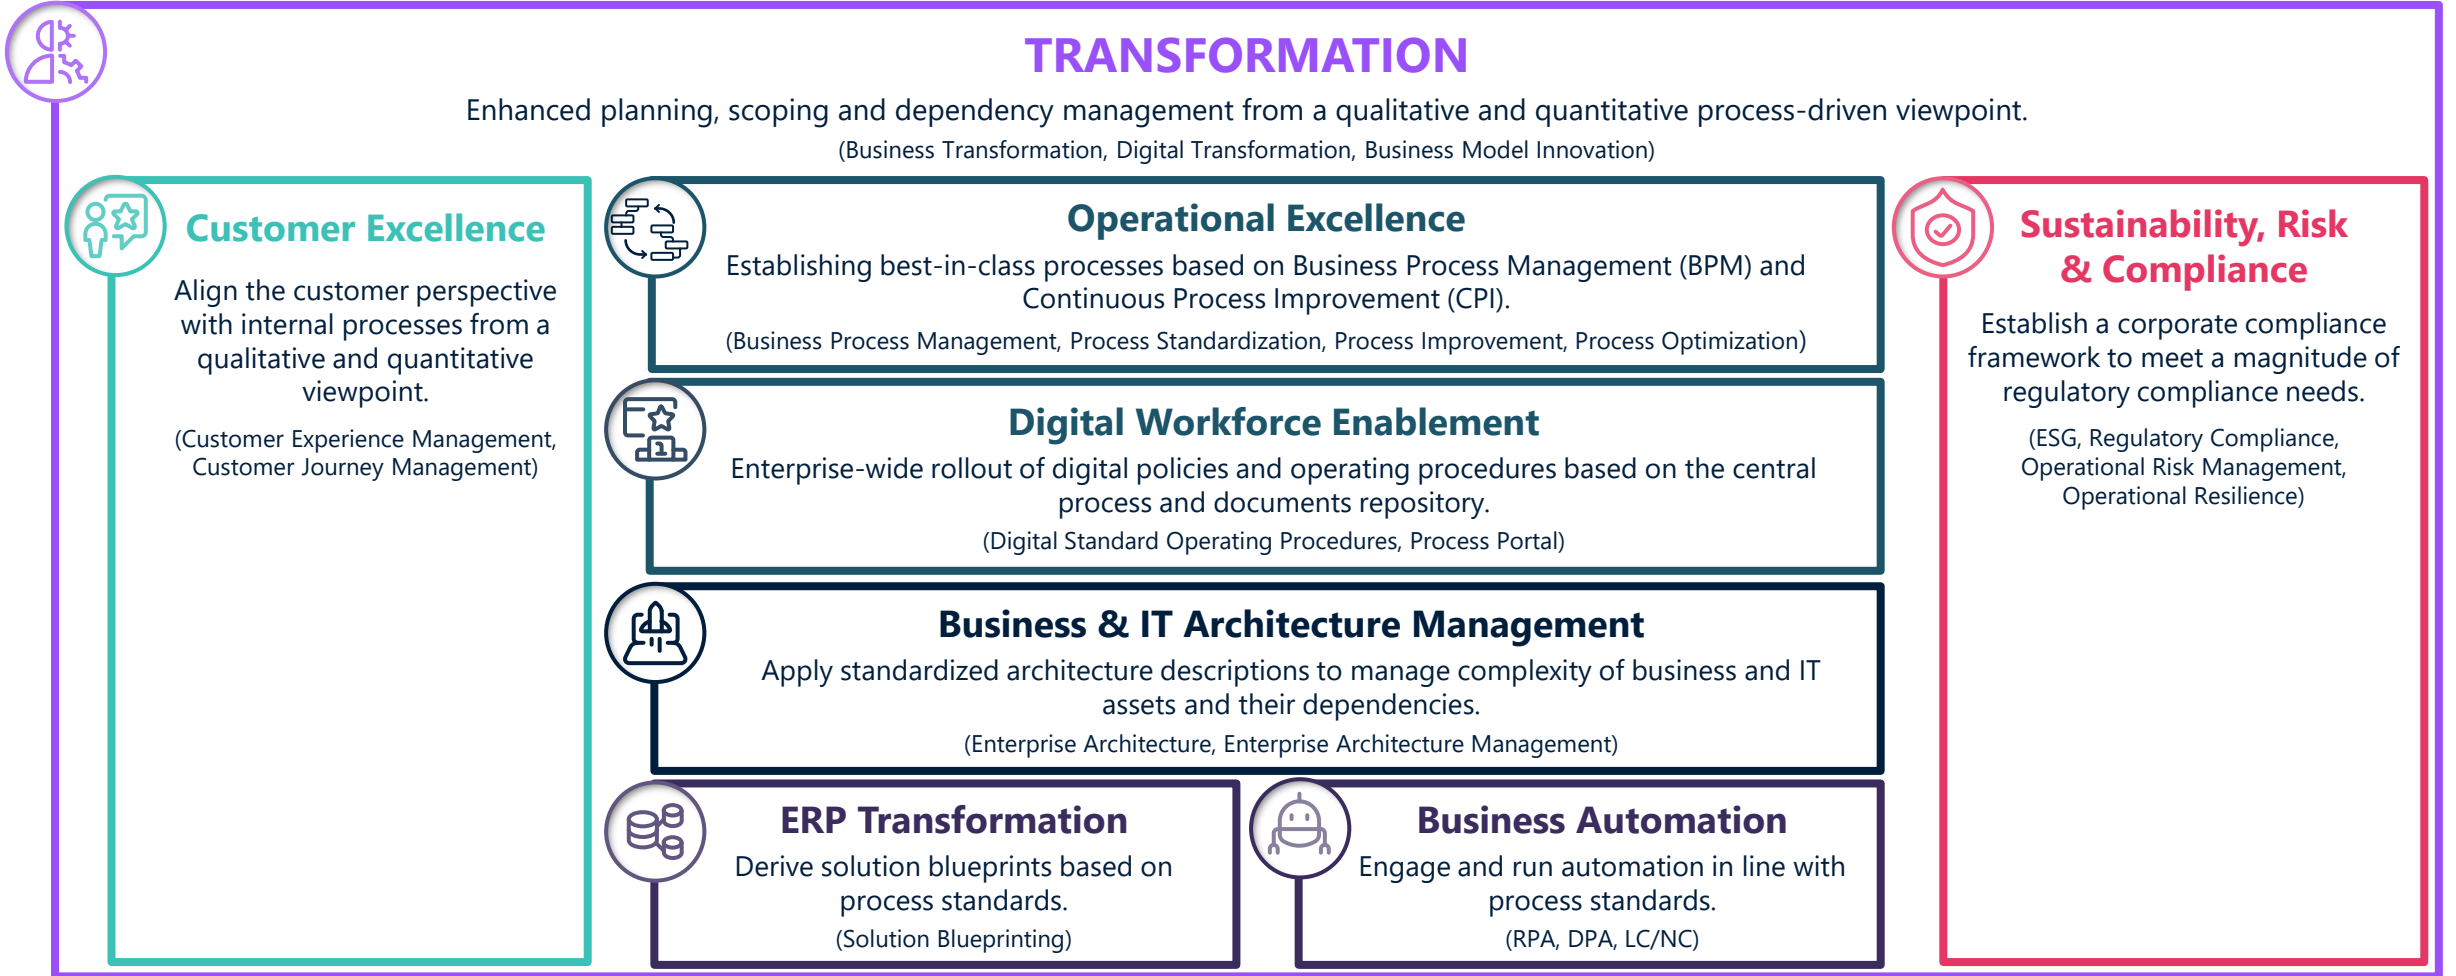 TRANSFORMATION
Enhanced planning, scoping and dependency management from a qualitative and quantitative process-driven viewpoint.
(Business Transformation, Digital Transformation, Business Model Innovation)
Customer Excellence
Align the customer perspective
with internal processes from a
qualitative and quantitative
viewpoint.
(Customer Experience Management,
Customer Journey Management)
Operational Excellence
Establishing best-in-class processes based on Business Process Management (BPM) and
Continuous Process Improvement (CPI).
(Business Process Management, Process Standardization, Process Improvement, Process Optimization)
1
Digital Workforce Enablement
Enterprise-wide rollout of digital policies and operating procedures based on the central
process and documents repository.
(Digital Standard Operating Procedures, Process Portal)
Business & IT Architecture Management
Apply standardized architecture descriptions to manage complexity of business and IT
assets and their dependencies.
(Enterprise Architecture, Enterprise Architecture Management)
ERP Transformation
Derive solution blueprints based on
process standards.
(Solution Blueprinting)
Business Automation
Engage and run automation in line with
process standards.
(RPA, DPA, LC/NC)
Sustainability, Risk
& Compliance
Establish a corporate compliance
framework to meet a magnitude of
regulatory compliance needs.
(ESG, Regulatory Compliance,
Operational Risk Management,
Operational Resilience)